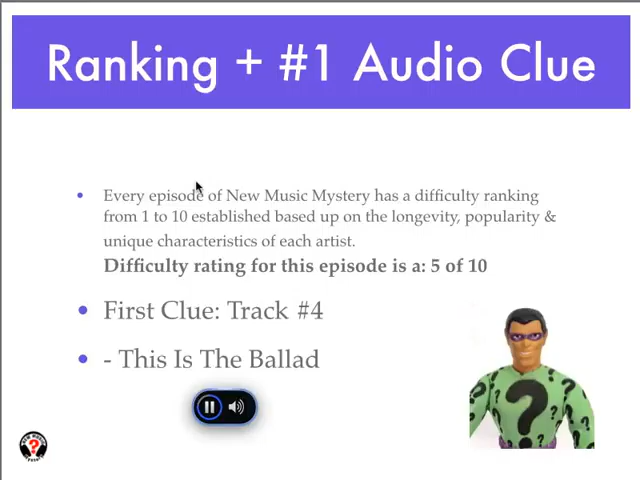 Ranking + #1 Audio Clue
• Every episode of New Music Mystery has a difficulty ranking
from 1 to 10 established based up on the longevity, popularity &
unique characteristics of each artist.
Difficulty rating for this episode is a: 5 of 10
• First Clue: Track #4
• - This Is The Ballad